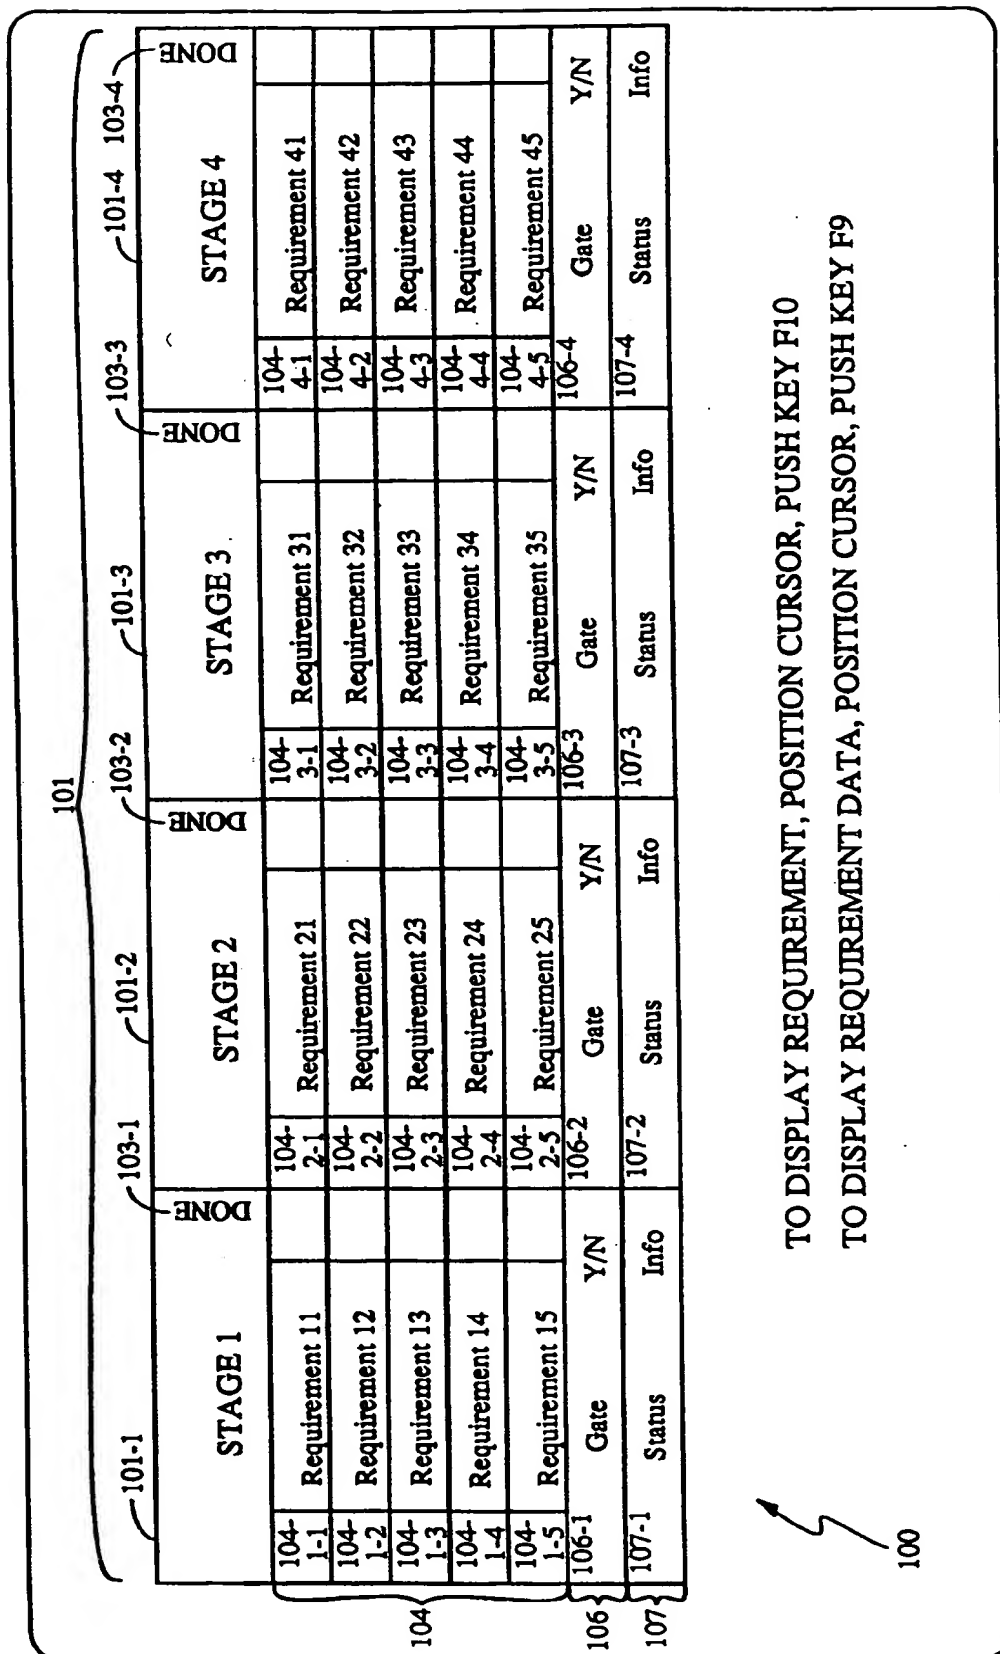 101
101-1 103-1 101-2 103-2 101-3 103-3 101-4 103-4
STAGE 1 DONE STAGE 2 DONE STAGE 3 DONE STAGE 4 DONE
104-1-1 Requirement 11 104-2-1 Requirement 21 104-3-1 Requirement 31 104-4-1 Requirement 41
104-1-2 Requirement 12 104-2-2 Requirement 22 104-3-2 Requirement 32 104-4-2 Requirement 42
104-1-3 Requirement 13 104-2-3 Requirement 23 104-3-3 Requirement 33 104-4-3 Requirement 43
104-1-4 Requirement 14 104-2-4 Requirement 24 104-3-4 Requirement 34 104-4-4 Requirement 44
104-1-5 Requirement 15 104-2-5 Requirement 25 104-3-5 Requirement 35 104-4-5 Requirement 45
104
106-1 Gate Y/N 106-2 Gate Y/N 106-3 Gate Y/N 106-4 Gate Y/N
106
107-1 Status Info 107-2 Status Info 107-3 Status Info 107-4 Status Info
107
TO DISPLAY REQUIREMENT, POSITION CURSOR, PUSH KEY F10
TO DISPLAY REQUIREMENT DATA, POSITION CURSOR, PUSH KEY F9
100